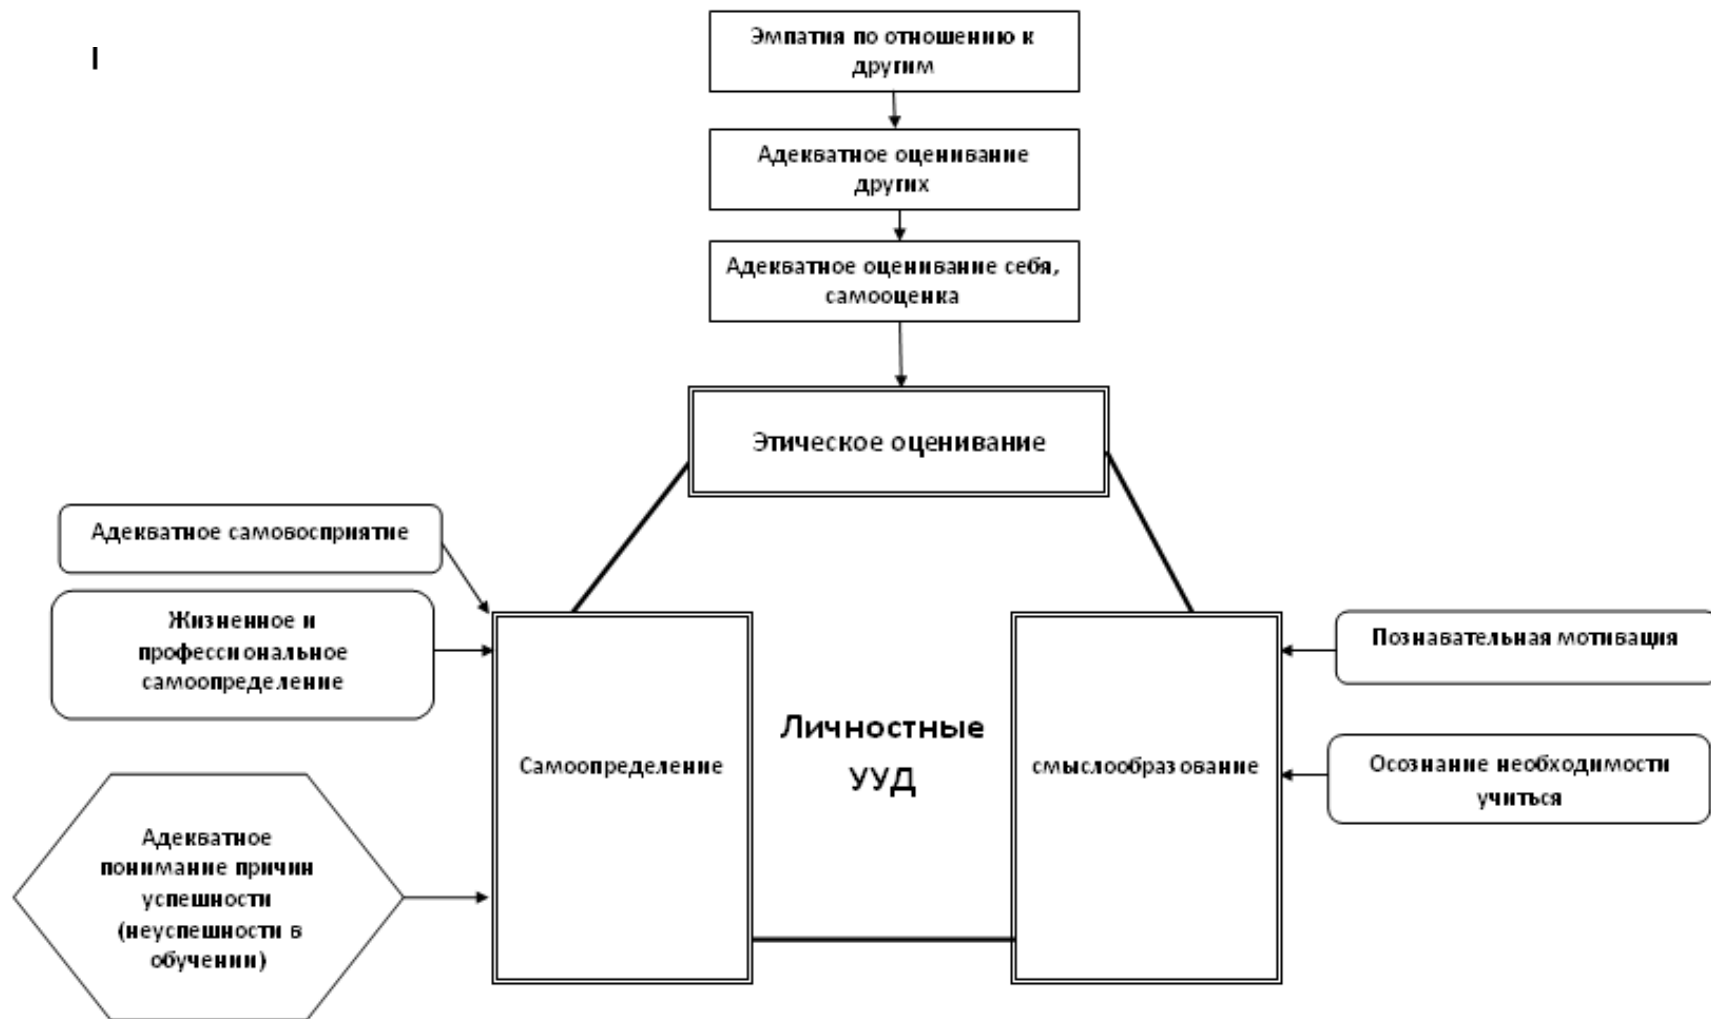 I
Эмпатия по отношению к
другим
Адекватное оценивание
других
Адекватное оценивание себя,
самооценка
Этическое оценивание
Адекватное самовосприятие
Жизненное и
профессиональное
самоопределение
Адекватное
понимание причин
успешности
(неуспешности в
обучении)
Самоопределение
Личностные
УУД
смыслообразование
Познавательная мотивация
Осознание необходимости
учиться